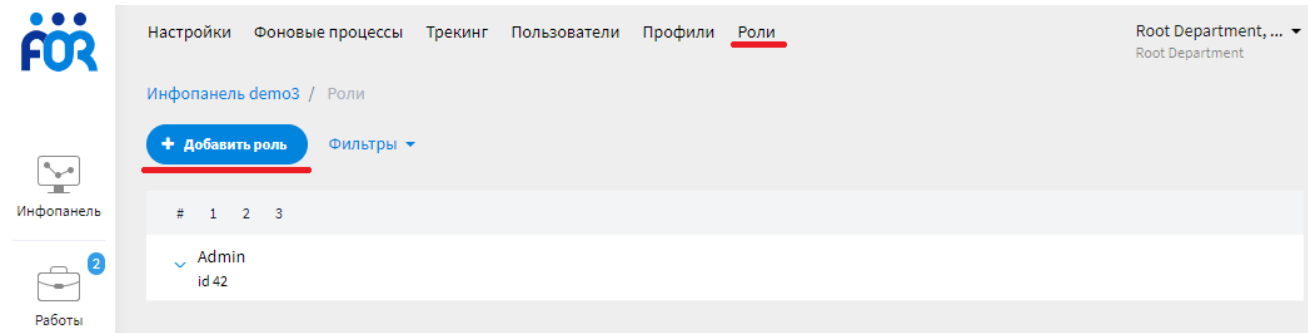 FOR
Настройки Фоновые процессы Трекинг Пользователи Профили Роли
Root Department, ...
Root Department
Инфопанель demo3 / Роли
+ Добавить роль Фильтры
Инфопанель
# 1 2 3
Admin
id 42
2
Работы